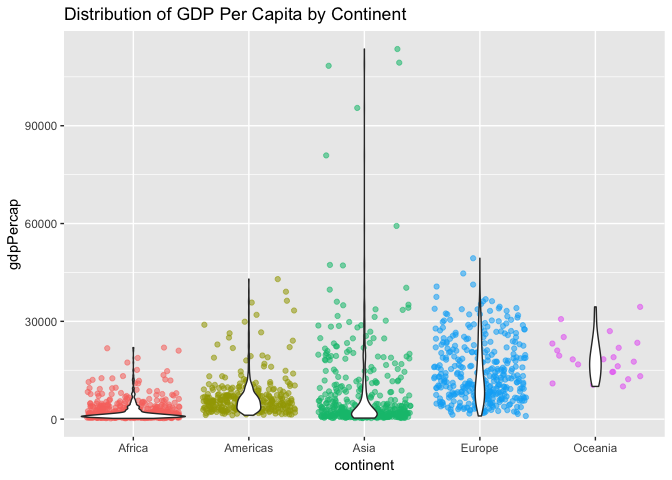 Distribution of GDP Per Capita by Continent
gdpPercap
90000
60000
30000
0
Africa Americas Asia Europe Oceania
continent